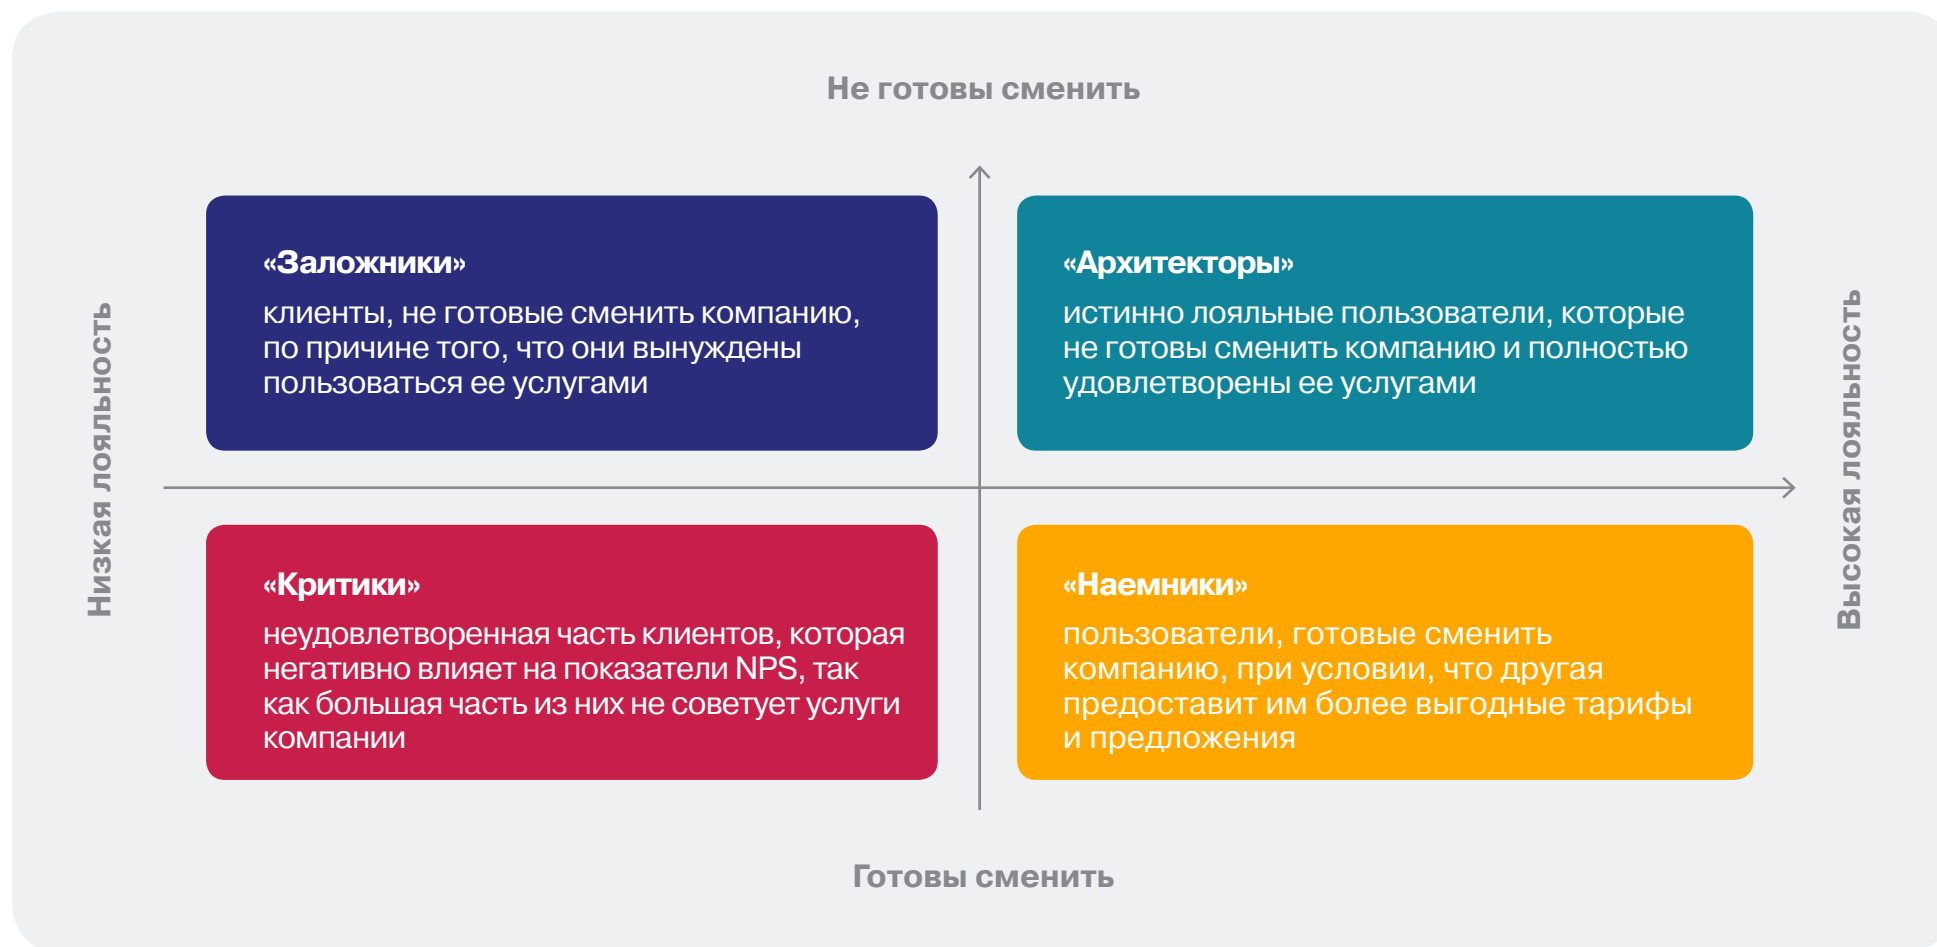 Не готовы сменить
Низкая лояльность
«Заложники»
клиенты, не готовые сменить компанию,
по причине того, что они вынуждены
пользоваться ее услугами
«Архитекторы»
истинно лояльные пользователи, которые
не готовы сменить компанию и полностью
удовлетворены ее услугами
Высокая лояльность
«Критики»
неудовлетворенная часть клиентов, которая
негативно влияет на показатели NPS, так
как большая часть из них не советует услуги
компании
«Наемники»
пользователи, готовые сменить
компанию, при условии, что другая
предоставит им более выгодные тарифы
и предложения
Готовы сменить